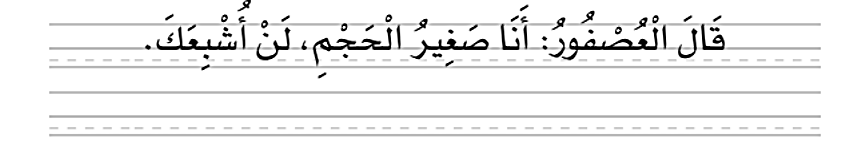 قَالَ الْعُصْفُورُ: أَنَا صَغِيرُ الْحَجْمِ، لَنْ أُشْبِعَكَ.